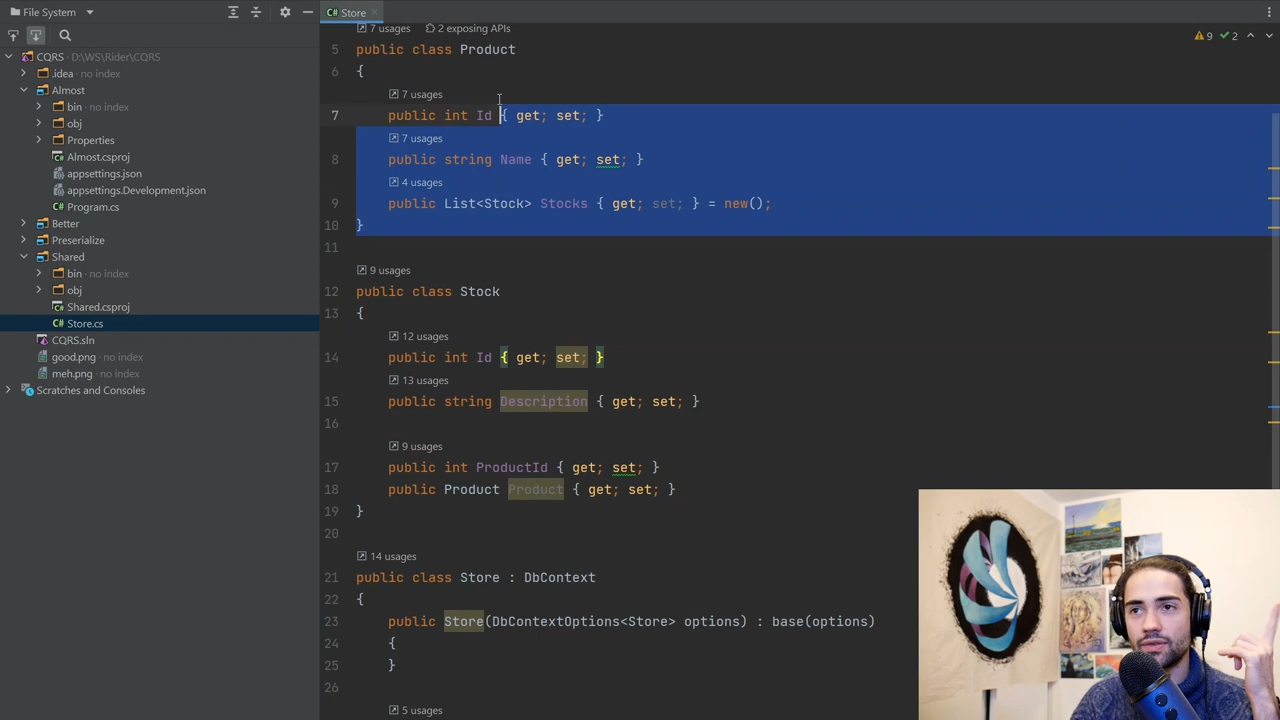 File System
Store
CQRS D:\WS\Rider\CQRS
.idea no index
Almost
bin no index
obj
Properties
Almost.csproj
appsettings.json
appsettings.Development.json
Program.cs
Better
Preserialize
Shared
bin no index
obj
Shared.csproj
Store.cs
CQRS.sln
good.png no index
meh.png no index
Scratches and Consoles
7 usages 2 exposing APIs
9 2
5 public class Product
6 {
7 usages
7 public int Id { get; set; }
7 usages
8 public string Name { get; set; }
4 usages
9 public List<Stock> Stocks { get; set; } = new();
10 }
11
9 usages
12 public class Stock
13 {
12 usages
14 public int Id { get; set; }
13 usages
15 public string Description { get; set; }
16
9 usages
17 public int ProductId { get; set; }
18 public Product Product { get; set; }
19 }
20
14 usages
21 public class Store : DbContext
22 {
23 public Store(DbContextOptions<Store> options) : base(options)
24 {
25 }
26
5 usages